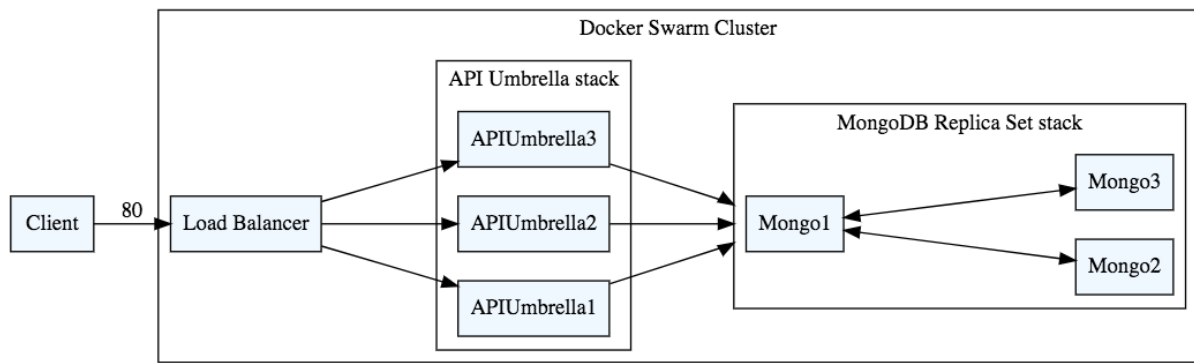 Docker Swarm Cluster
API Umbrella stack
MongoDB Replica Set stack
APIUmbrella3
Mongo3
80
Client
Load Balancer
APIUmbrella2
Mongo1
Mongo2
APIUmbrella1